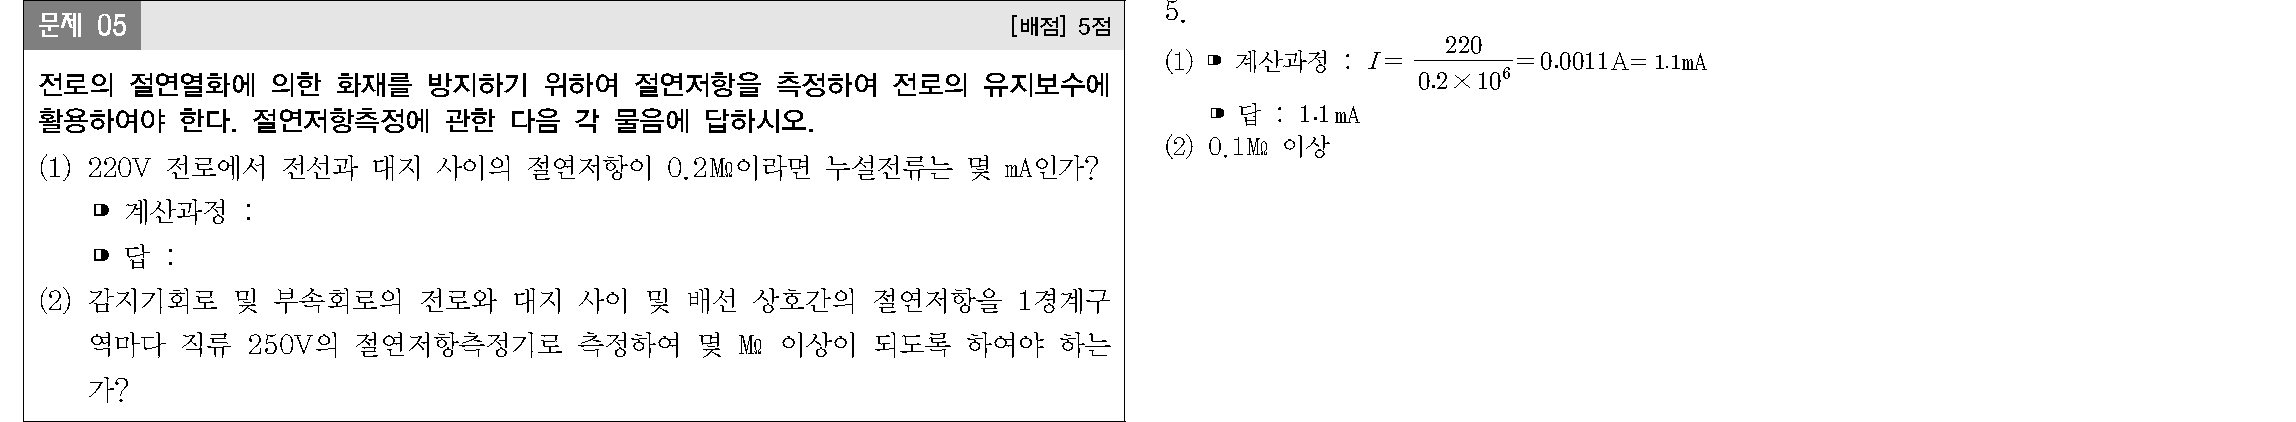 문제 05
[배점] 5점
전로의 절연열화에 의한 화재를 방지하기 위하여 절연저항을 측정하여 전로의 유지보수에
활용하여야 한다. 절연저항측정에 관한 다음 각 물음에 답하시오.
(1) 220V 전로에서 전선과 대지 사이의 절연저항이 0.2㏁이라면 누설전류는 몇 ㎃인가?
계산과정 :
답 :
(2) 감지기회로 및 부속회로의 전로와 대지 사이 및 배선 상호간의 절연저항을 1경계구
역마다 직류 250V의 절연저항측정기로 측정하여 몇 ㏁ 이상이 되도록 하여야 하는
가?
5.
(1) 계산과정 : I = 220 / (0.2 × 10⁶) = 0.0011A = 1.1㎃
답 : 1.1㎃
(2) 0.1㏁ 이상